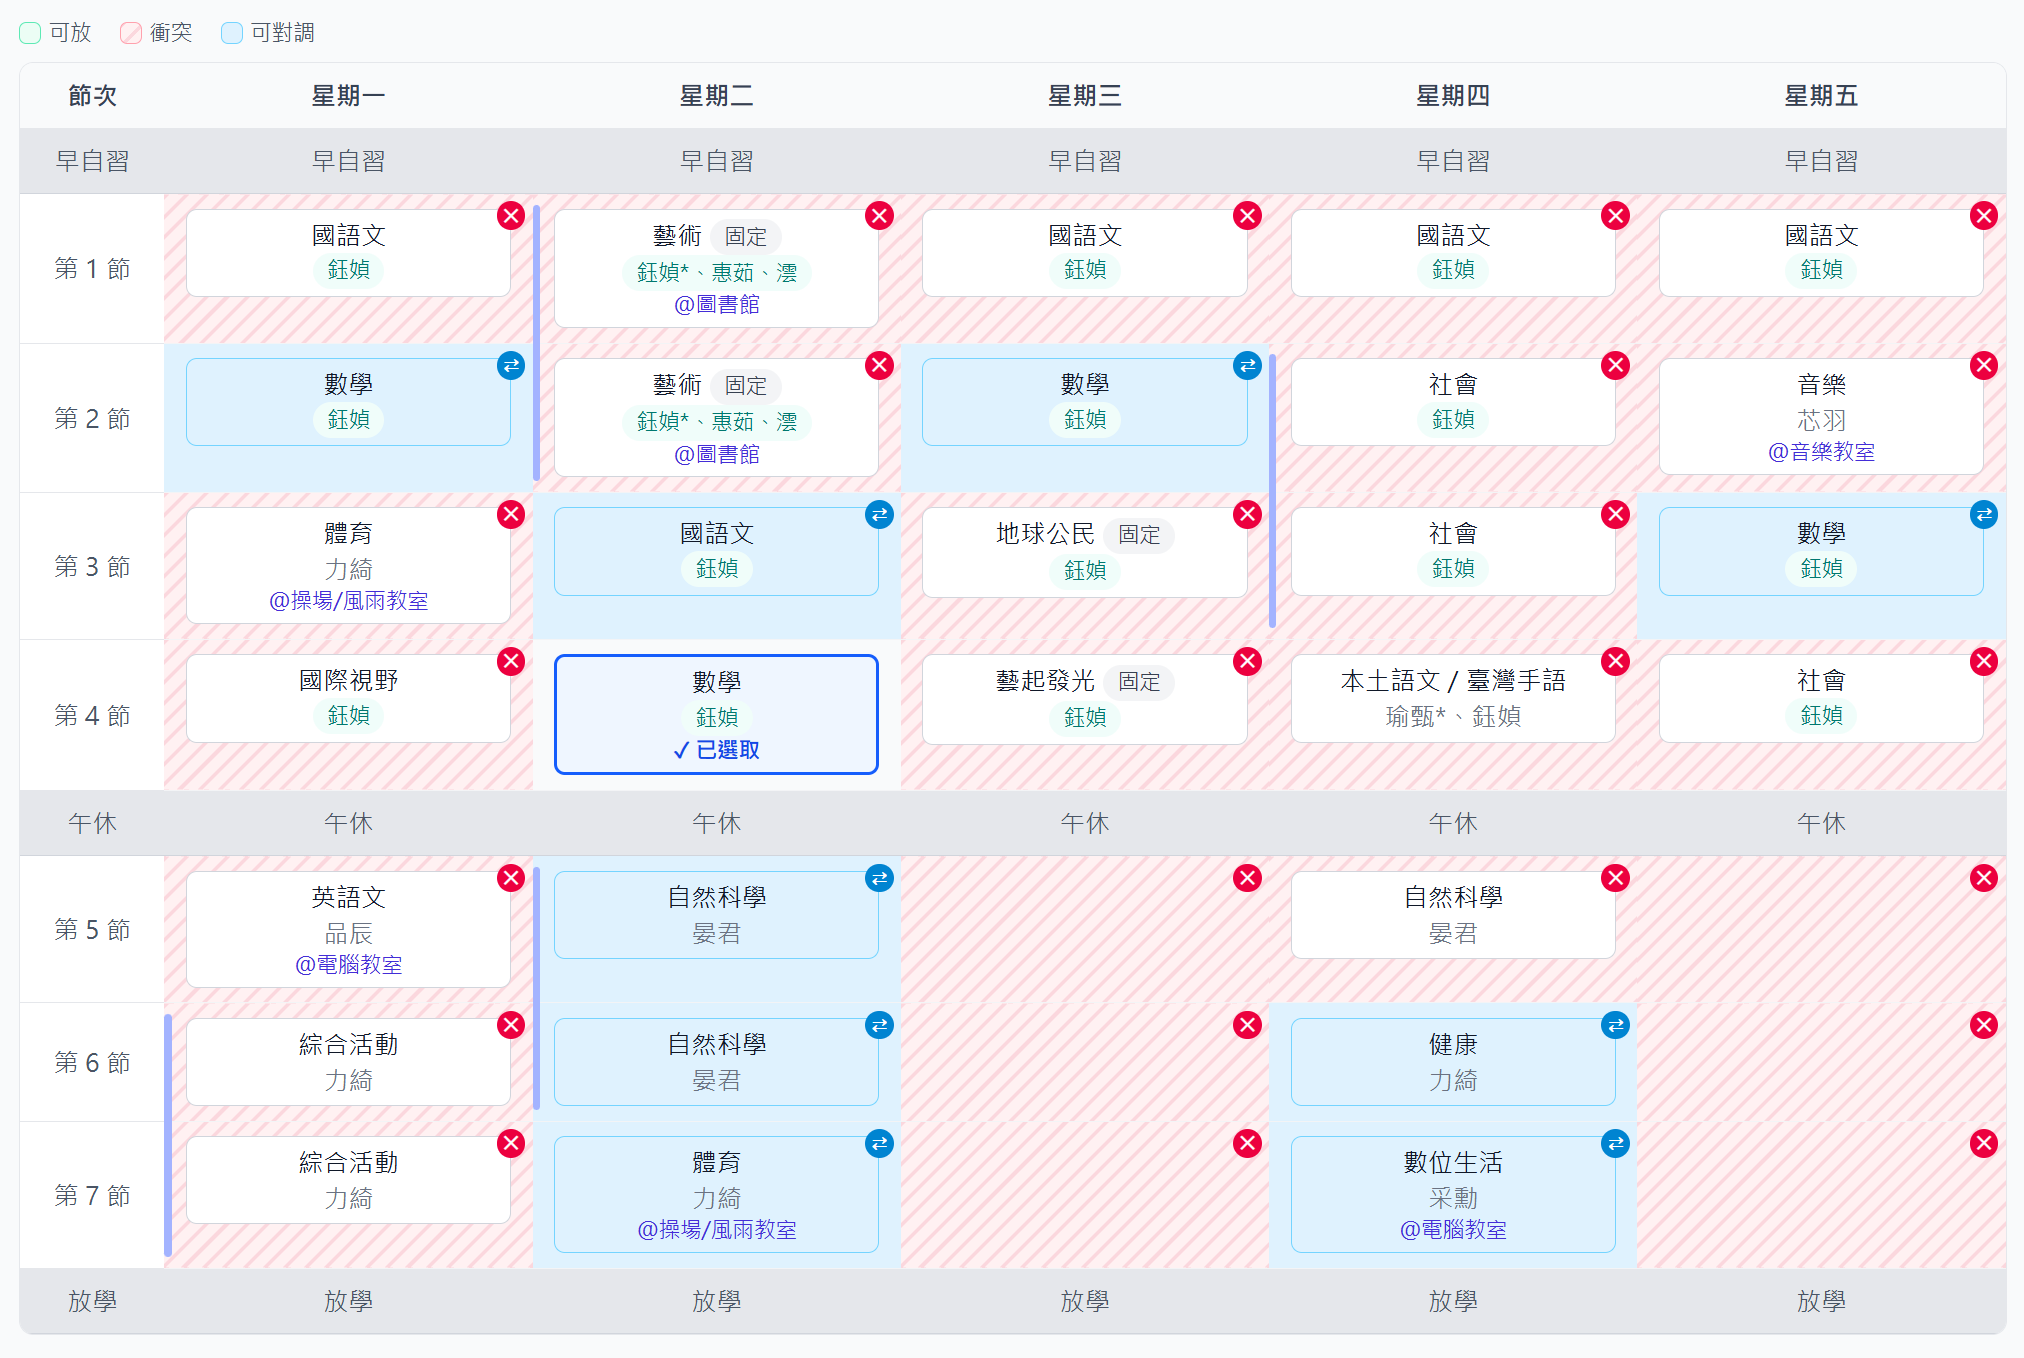 可放 衝突 可對調
節次 星期一 星期二 星期三 星期四 星期五
早自習 早自習 早自習 早自習 早自習 早自習
第 1 節
國語文
鈺媜
藝術 固定
鈺媜*、惠茹、澐
@圖書館
國語文
鈺媜
國語文
鈺媜
國語文
鈺媜
第 2 節
數學
鈺媜
藝術 固定
鈺媜*、惠茹、澐
@圖書館
數學
鈺媜
社會
鈺媜
音樂
芯羽
@音樂教室
第 3 節
體育
力綺
@操場/風雨教室
國語文
鈺媜
地球公民 固定
鈺媜
社會
鈺媜
數學
鈺媜
第 4 節
國際視野
鈺媜
數學
鈺媜
✓ 已選取
藝起發光 固定
鈺媜
本土語文 / 臺灣手語
瑜甄*、鈺媜
社會
鈺媜
午休 午休 午休 午休 午休 午休
第 5 節
英語文
品辰
@電腦教室
自然科學
晏君
自然科學
晏君
第 6 節
綜合活動
力綺
自然科學
晏君
健康
力綺
第 7 節
綜合活動
力綺
體育
力綺
@操場/風雨教室
數位生活
采勳
@電腦教室
放學 放學 放學 放學 放學 放學